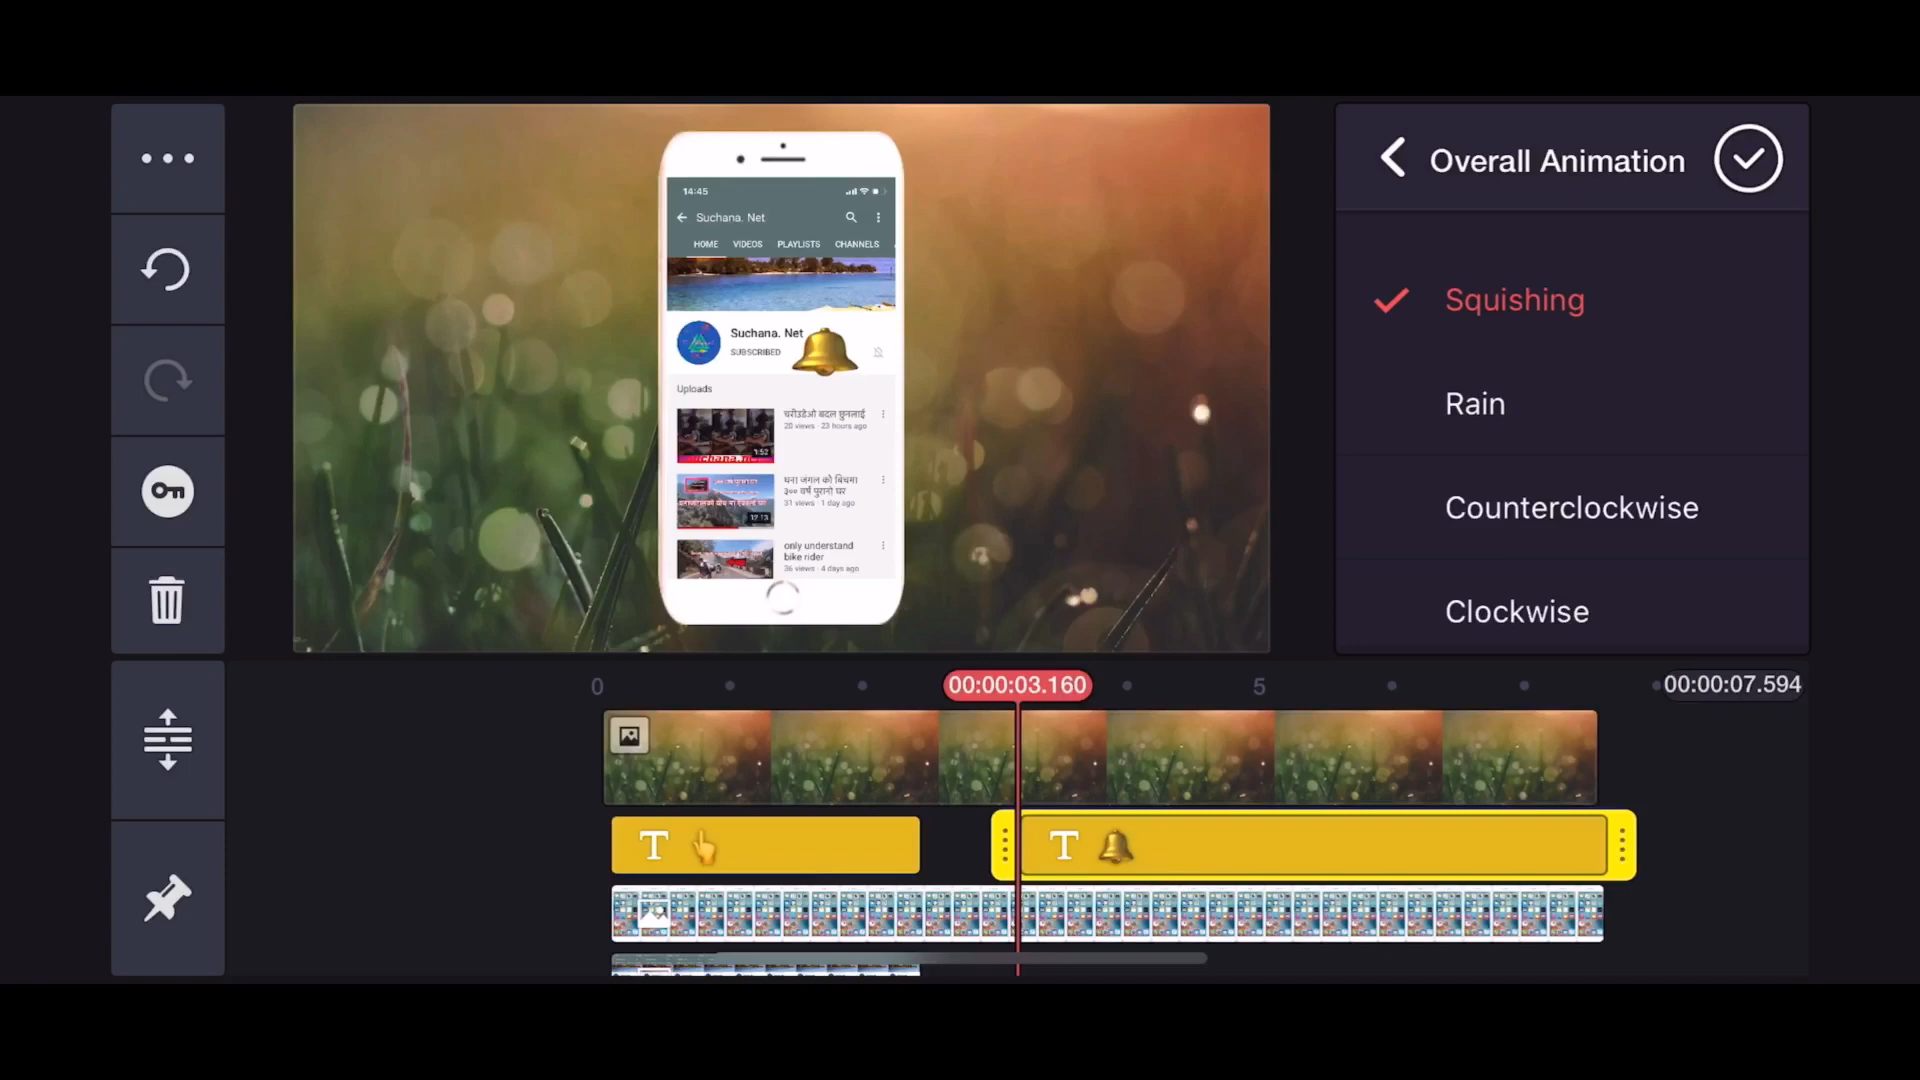 Overall Animation
Squishing
Rain
Counterclockwise
Clockwise
14:45
Suchana. Net
HOME VIDEOS PLAYLISTS CHANNELS
Suchana. Net
SUBSCRIBED
Uploads
चरीउडेओ बदल छुनलाई
20 views · 23 hours ago
1:52
घना जंगल को बिचमा
३०० वर्ष पुरानो घर
31 views · 1 day ago
12:13
only understand
bike rider
36 views · 4 days ago
0
00:00:03.160
5
00:00:07.594
T
T